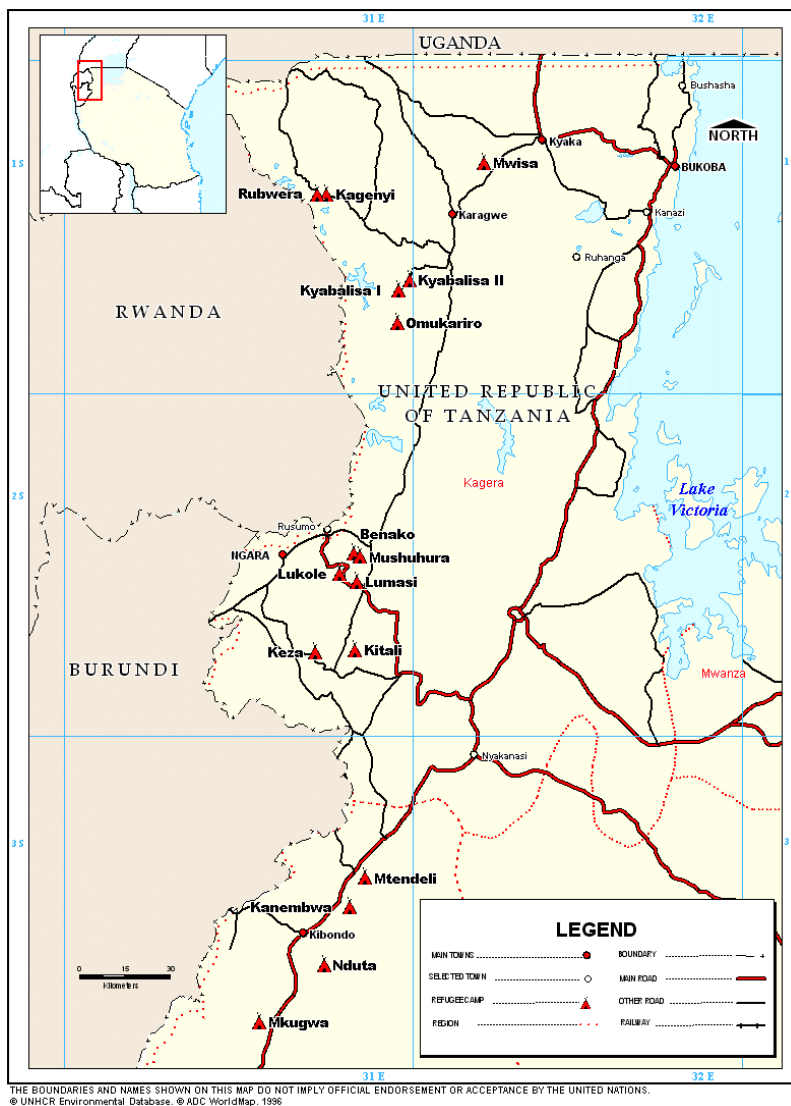 31 E
32 E
UGANDA
Bushasha
NORTH
Kyaka
1S
1
Mwisa
BUKOBA
Rubwera
Kagenyi
Karagwe
Kanazi
Ruhanga
Kyabalisa II
Kyabalisa I
RWANDA
Omukariro
UNITED REPUBLIC
OF TANZANIA
Kagera
2S
2
Lake
Victoria
Rusumo
Benako
NGARA
Mushuhura
Lukole
Lumasi
Keza
Kitali
BURUNDI
Mwanza
Nyakanasi
3S
3
Mtendeli
Kanembwa
Kibondo
Nduta
Mkugwa
0 15 30
Kilometers
LEGEND
MAIN TOWNS
BOUNDARY
SELECTED TOWN
MAIN ROAD
REFUGEE CAMP
OTHER ROAD
REGION
RAILWAY
31 E
32 E
THE BOUNDARIES AND NAMES SHOWN ON THIS MAP DO NOT IMPLY OFFICIAL ENDORSEMENT OR ACCEPTANCE BY THE UNITED NATIONS.
© UNHCR Environmental Database. © ADC WorldMap. 1996